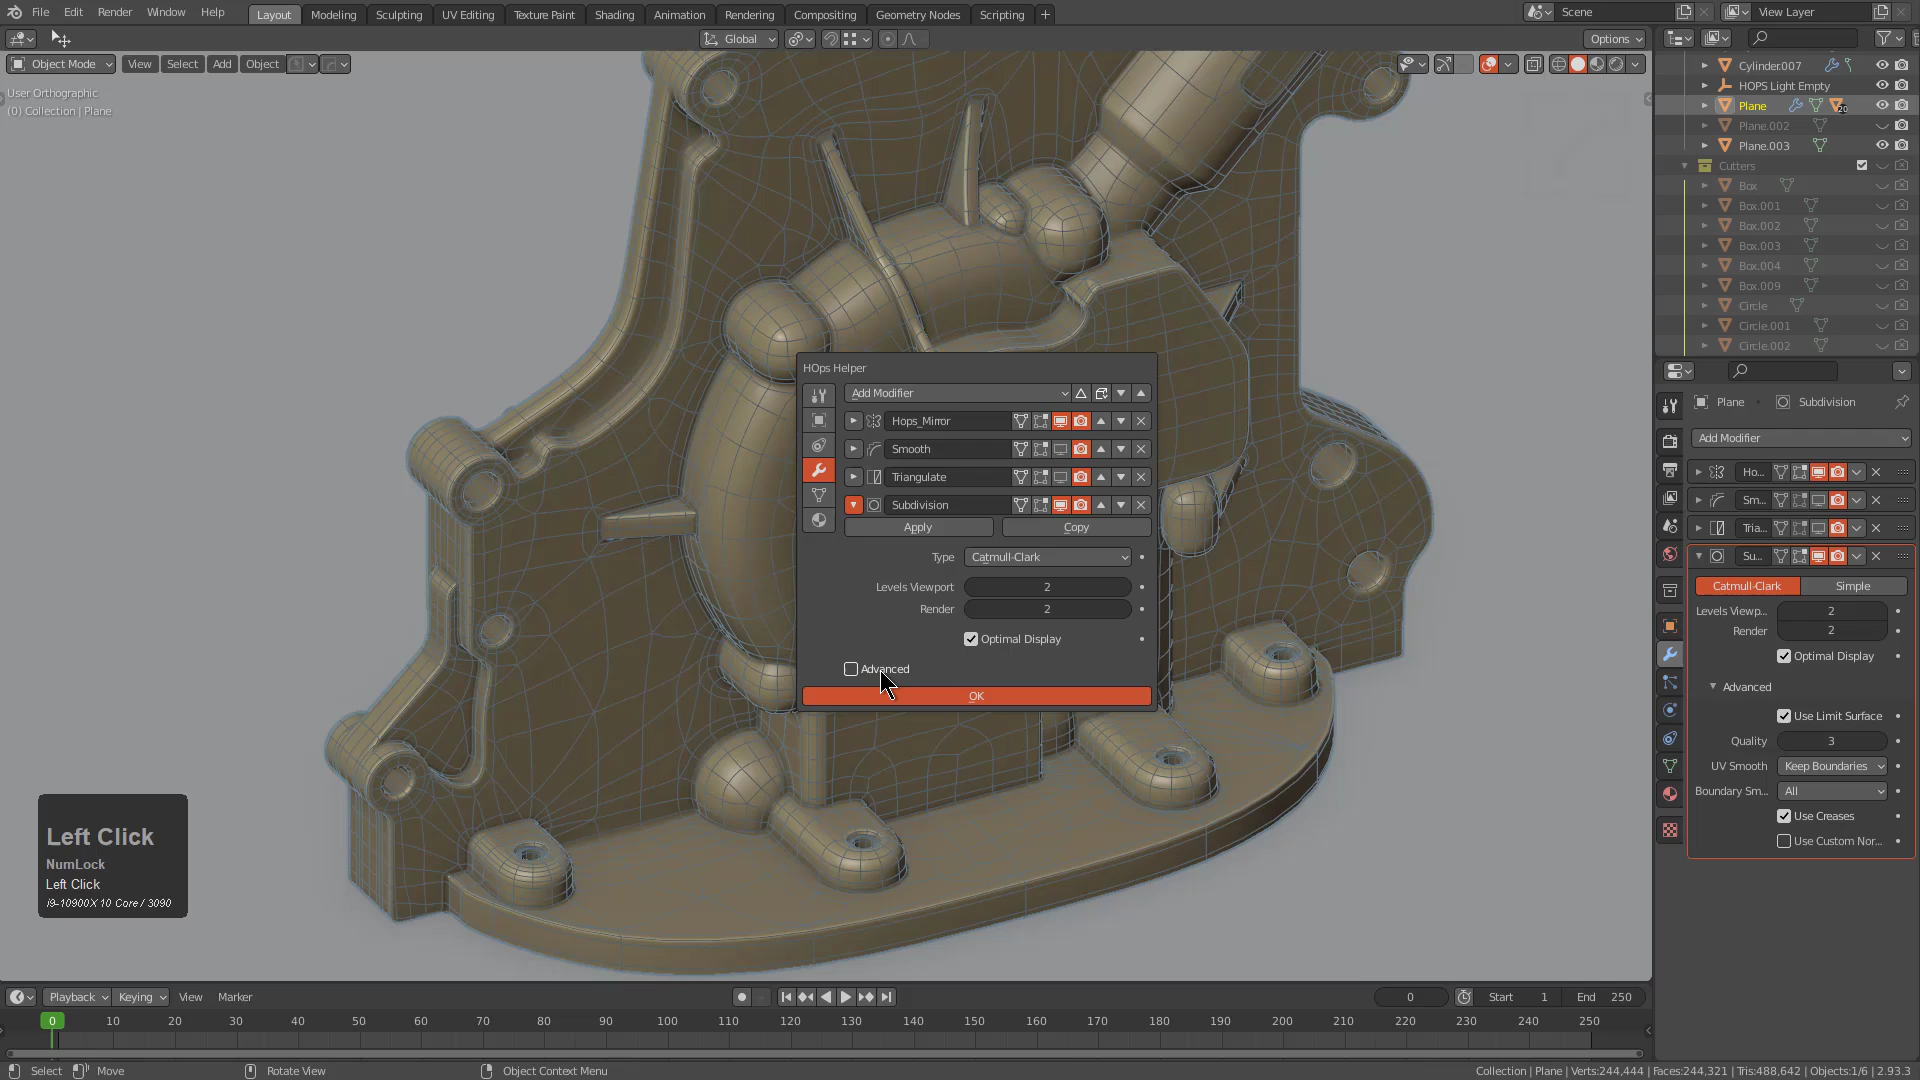 File Edit Render Window Help Layout Modeling Sculpting UV Editing Texture Paint Shading Animation Rendering Compositing Geometry Nodes Scripting +
Scene
View Layer
Global
Options
Object Mode View Select Add Object
User Orthographic
(0) Collection | Plane
Cylinder.007
HOPS Light Empty
Plane
20
Plane.002
Plane.003
Cutters
Box
Box.001
Box.002
Box.003
Box.004
Box.009
Circle
Circle.001
Circle.002
HOps Helper
Add Modifier
Hops_Mirror
Smooth
Triangulate
Subdivision
Apply Copy
Type Catmull-Clark
Levels Viewport 2
Render 2
Optimal Display
Advanced
OK
Plane Subdivision
Add Modifier
Ho...
Sm...
Tria...
Su...
Catmull-Clark Simple
Levels Viewp... 2
Render 2
Optimal Display
Advanced
Use Limit Surface
Quality 3
UV Smooth Keep Boundaries
Boundary Sm... All
Use Creases
Use Custom Nor...
Left Click
NumLock
Left Click
i9-10900X 10 Core / 3090
Playback Keying View Marker
0 Start 1 End 250
0 10 20 30 40 50 60 70 80 90 100 110 120 130 140 150 160 170 180 190 200 210 220 230 240 250
Select Move Rotate View Object Context Menu
Collection | Plane | Verts:244,444 | Faces:244,321 | Tris:488,642 | Objects:1/6 | 2.93.3